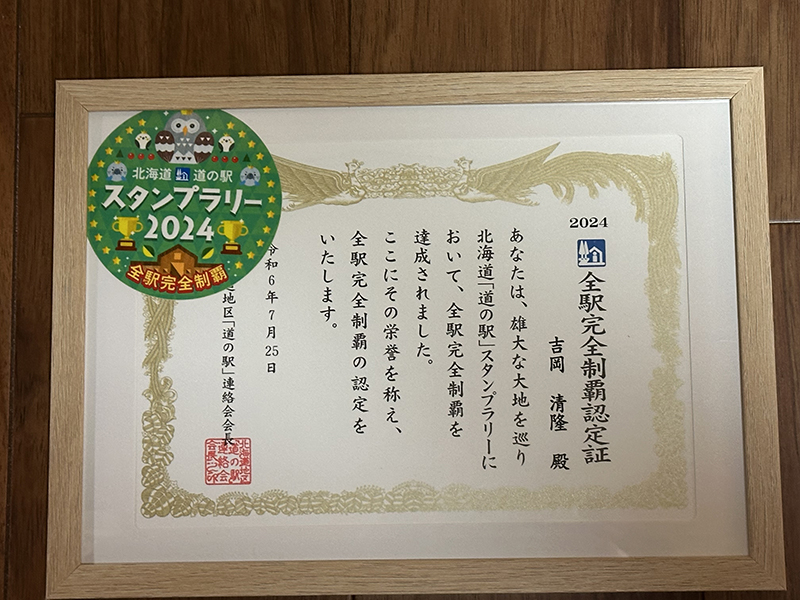 北海道 道の駅
スタンプラリー
2024
全駅完全制覇
2024
全駅完全制覇認定証
吉岡 清隆 殿
あなたは、雄大な大地を巡り
北海道「道の駅」スタンプラリーに
おいて、全駅完全制覇を
達成されました。
ここにその栄誉を称え、
全駅完全制覇の認定を
いたします。
令和6年7月25日
地区「道の駅」連絡会会長